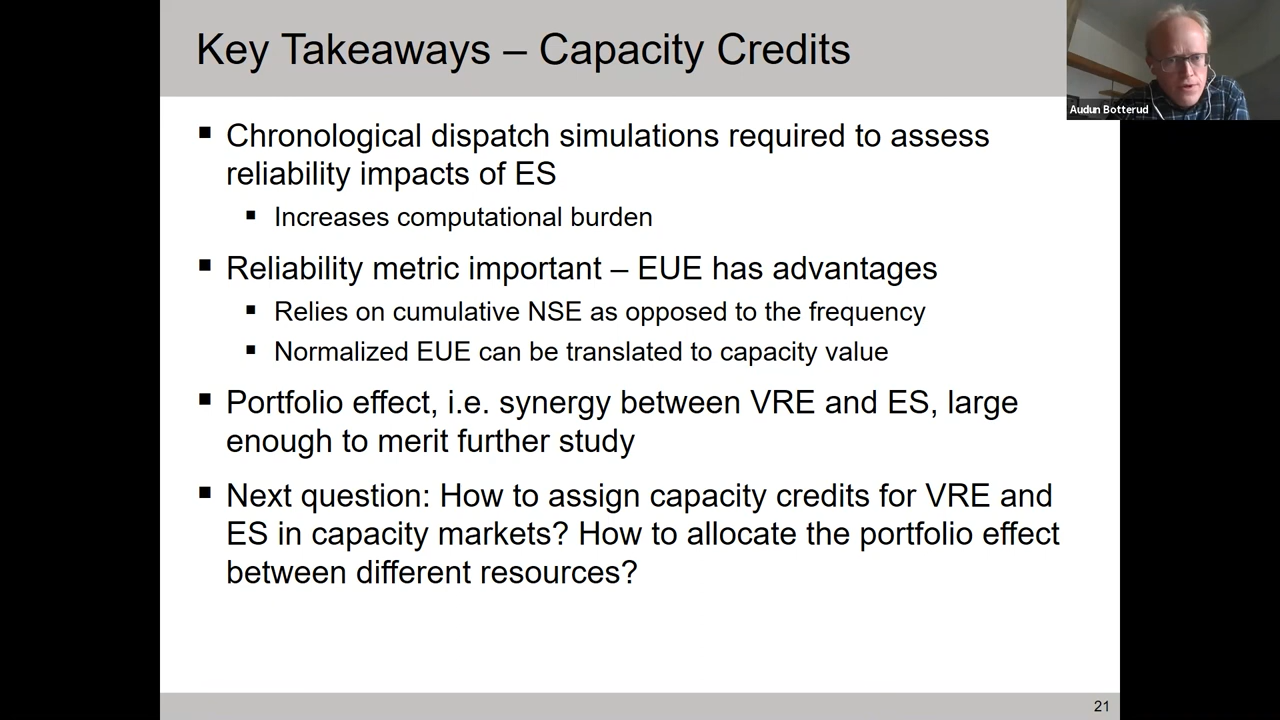 Key Takeaways – Capacity Credits
Audun Botterud
▪ Chronological dispatch simulations required to assess
reliability impacts of ES
▪ Increases computational burden
▪ Reliability metric important – EUE has advantages
▪ Relies on cumulative NSE as opposed to the frequency
▪ Normalized EUE can be translated to capacity value
▪ Portfolio effect, i.e. synergy between VRE and ES, large
enough to merit further study
▪ Next question: How to assign capacity credits for VRE and
ES in capacity markets? How to allocate the portfolio effect
between different resources?
21